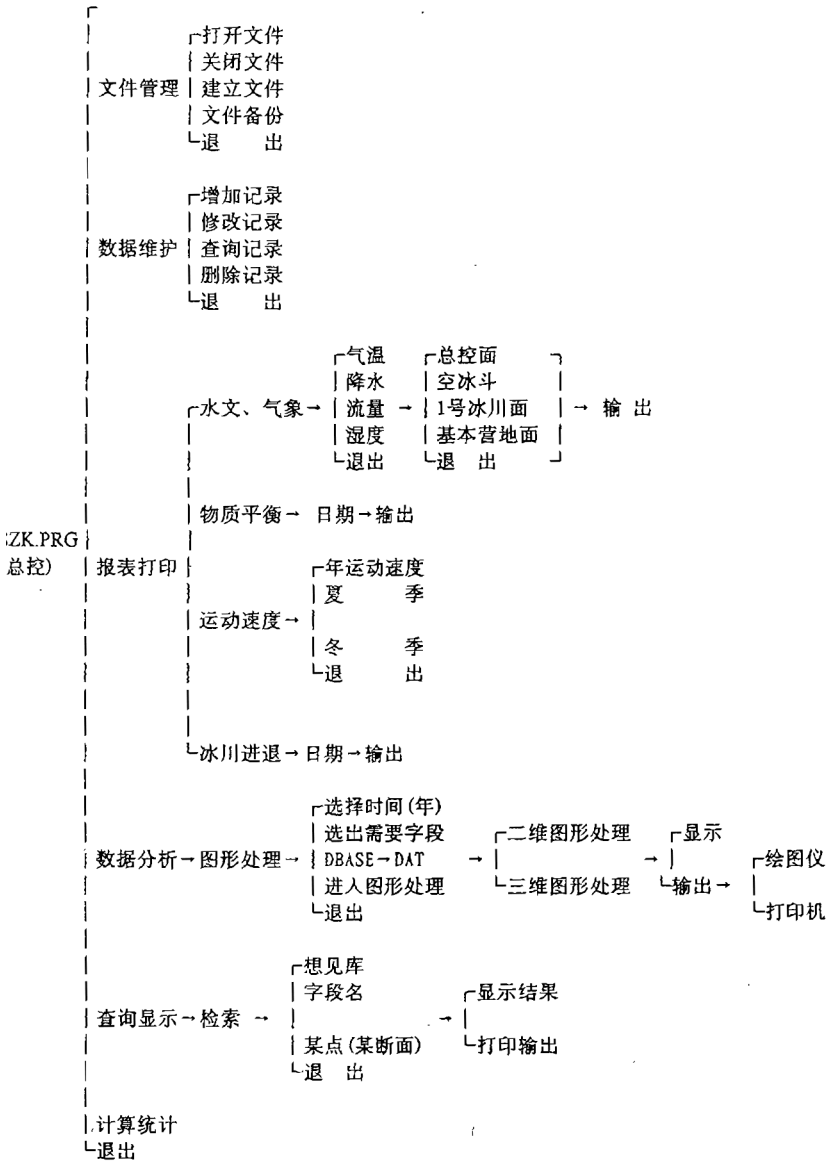 打开文件
关闭文件
文件管理 建立文件
文件备份
退 出
增加记录
修改记录
数据维护 查询记录
删除记录
退 出
气温 总控面
降水 空冰斗
水文、气象→ 流量 → 1号冰川面 → 输 出
湿度 基本营地面
退出 退 出
物质平衡→ 日期→输出
ZK.PRG
总控) 报表打印 年运动速度
夏 季
运动速度→
冬 季
退 出
冰川进退→日期→输出
选择时间(年)
选出需要字段 二维图形处理 显示
数据分析→图形处理→ DBASE→DAT → → 绘图仪
进入图形处理 三维图形处理 输出→
退出 打印机
想见库
字段名 显示结果
查询显示→检索 → →
某点(某断面) 打印输出
退 出
计算统计
退出